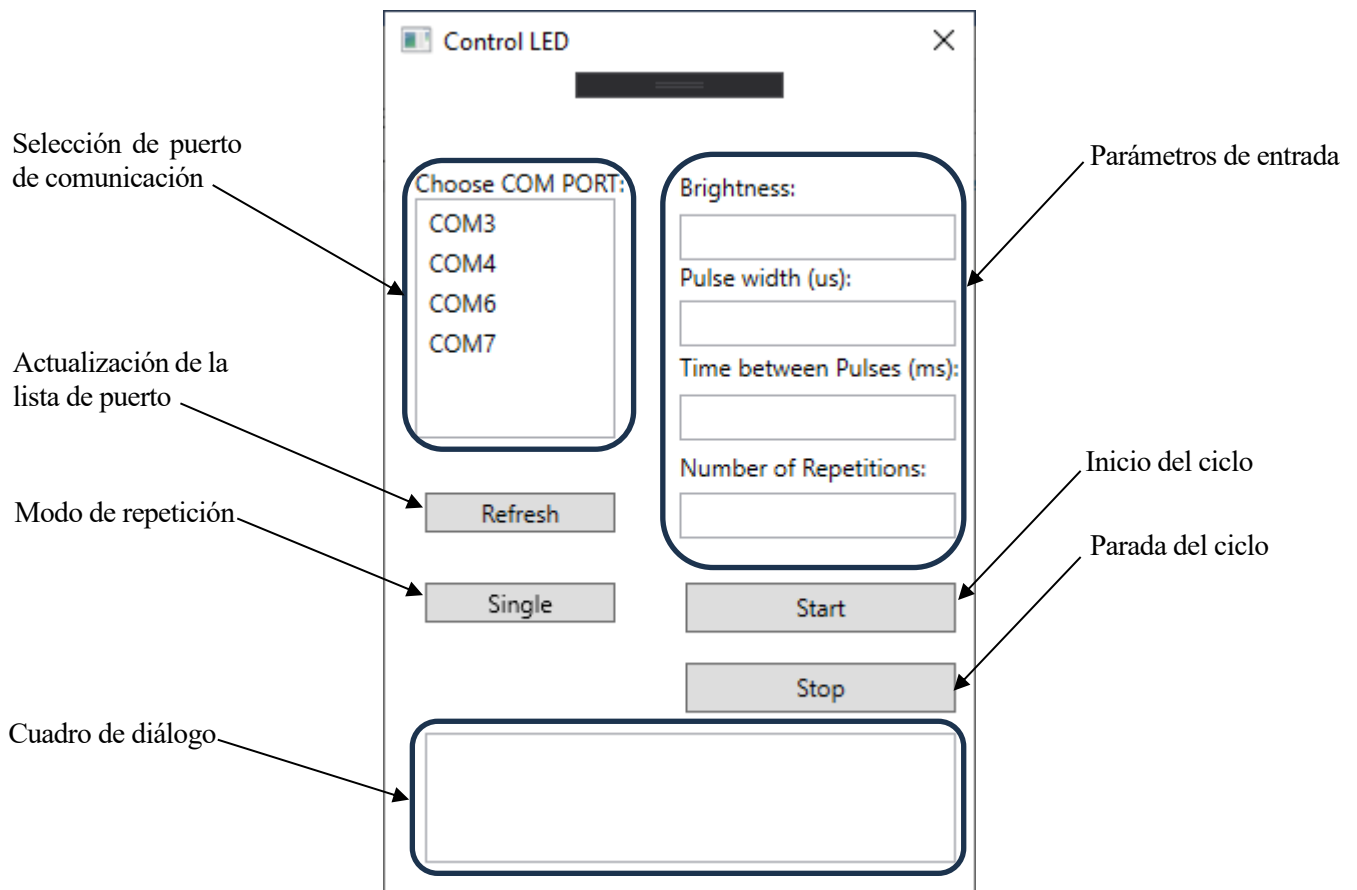 Control LED
Selección de puerto
de comunicación
Actualización de la
lista de puerto
Modo de repetición
Cuadro de diálogo
Choose COM PORT:
COM3
COM4
COM6
COM7
Refresh
Single
Brightness:
Pulse width (us):
Time between Pulses (ms):
Number of Repetitions:
Start
Stop
Parámetros de entrada
Inicio del ciclo
Parada del ciclo